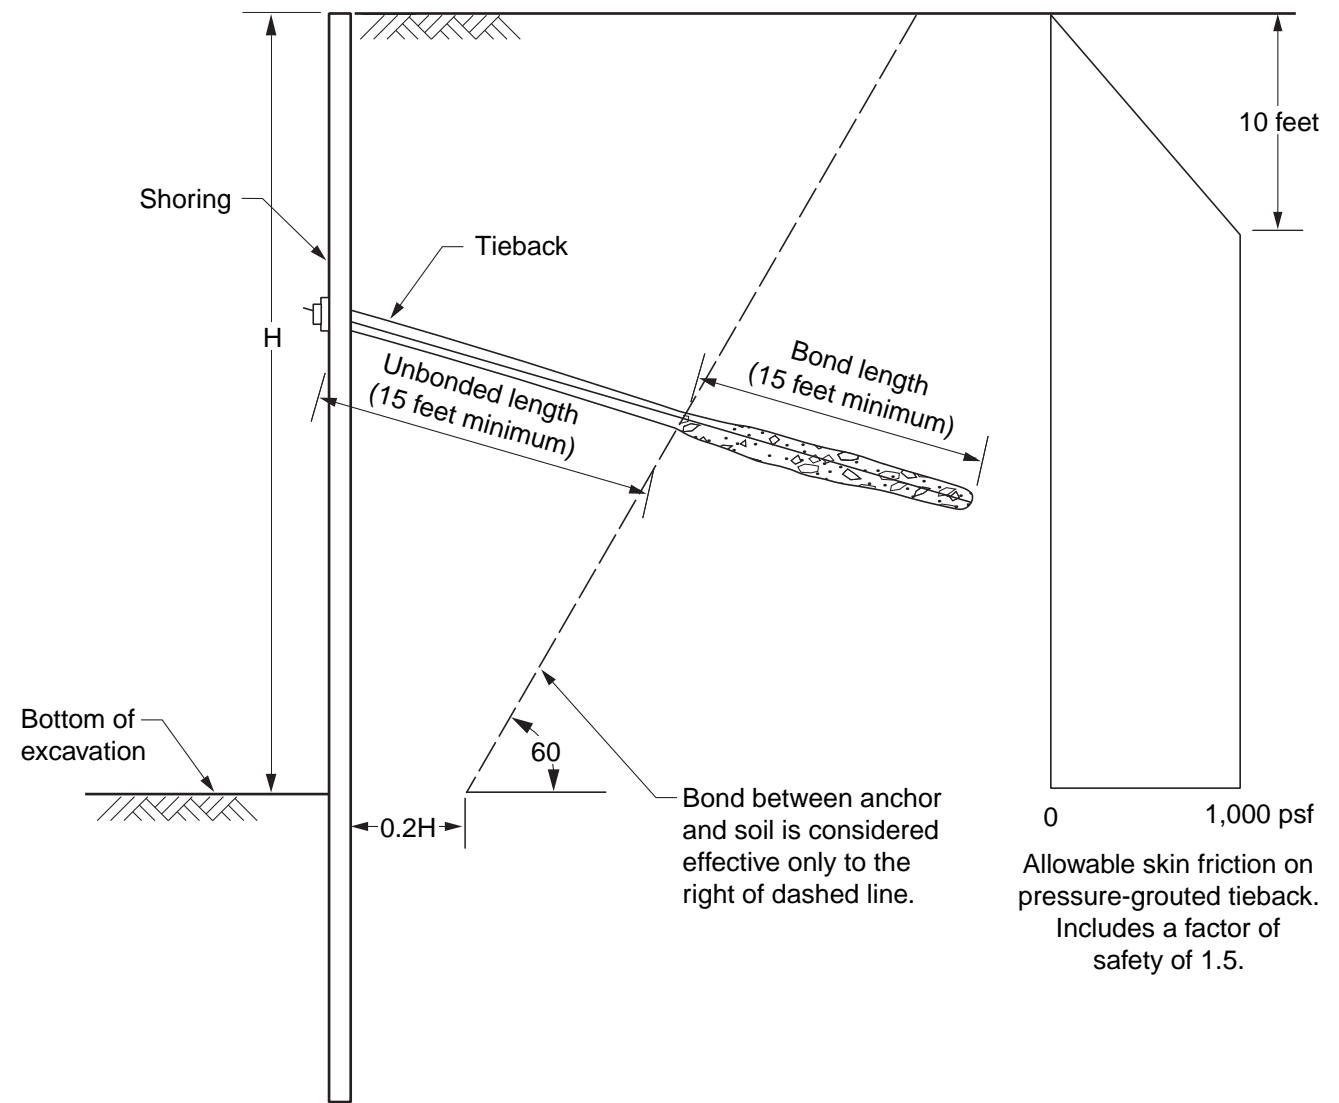 10 feet
Shoring
Tieback
H
Unbonded length
(15 feet minimum)
Bond length
(15 feet minimum)
Bottom of
excavation
60
0.2H
Bond between anchor
and soil is considered
effective only to the
right of dashed line.
0
1,000 psf
Allowable skin friction on
pressure-grouted tieback.
Includes a factor of
safety of 1.5.